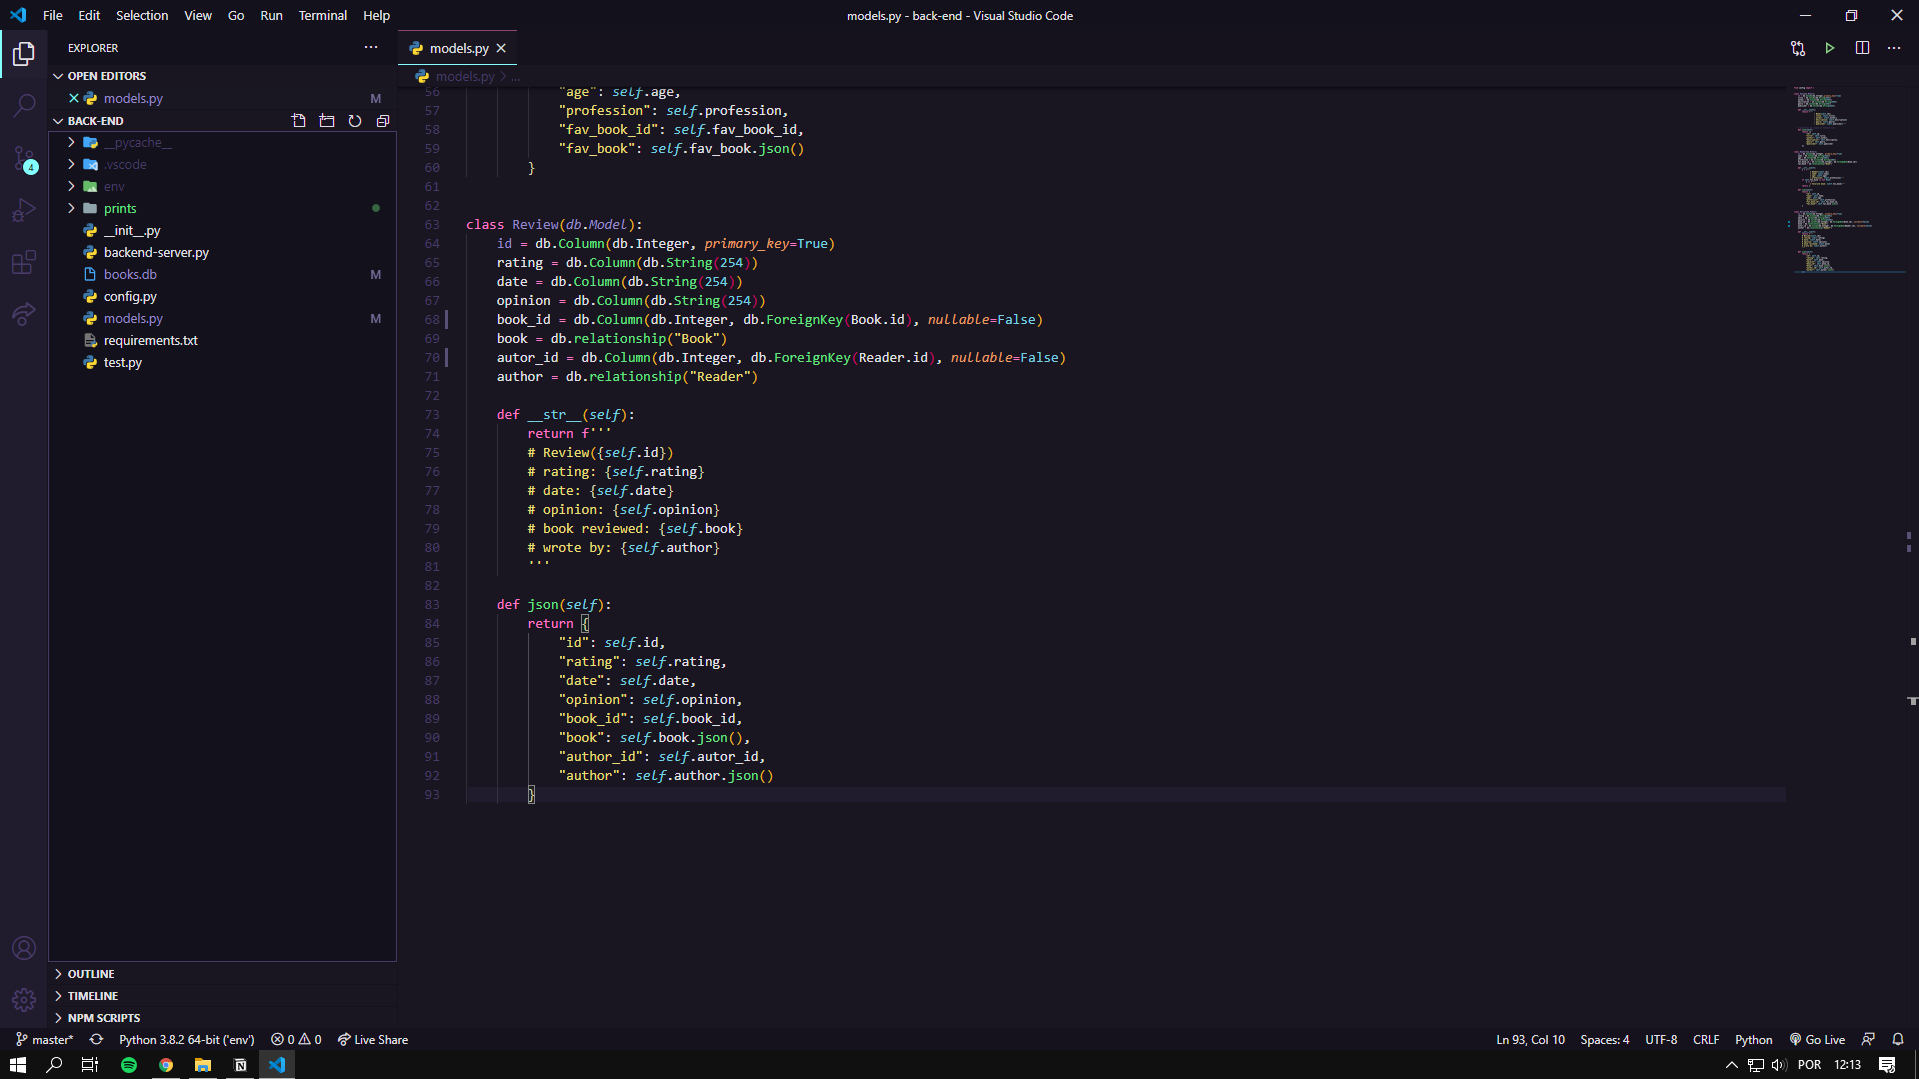 File Edit Selection View Go Run Terminal Help
models.py - back-end - Visual Studio Code
EXPLORER
OPEN EDITORS
models.py M
BACK-END
__pycache__
.vscode
env
prints
__init__.py
backend-server.py
books.db M
config.py
models.py M
requirements.txt
test.py
OUTLINE
TIMELINE
NPM SCRIPTS
4
models.py
models.py > ...
56 "age": self.age,
57 "profession": self.profession,
58 "fav_book_id": self.fav_book_id,
59 "fav_book": self.fav_book.json()
60 }
61
62
63 class Review(db.Model):
64 id = db.Column(db.Integer, primary_key=True)
65 rating = db.Column(db.String(254))
66 date = db.Column(db.String(254))
67 opinion = db.Column(db.String(254))
68 book_id = db.Column(db.Integer, db.ForeignKey(Book.id), nullable=False)
69 book = db.relationship("Book")
70 autor_id = db.Column(db.Integer, db.ForeignKey(Reader.id), nullable=False)
71 author = db.relationship("Reader")
72
73 def __str__(self):
74 return f'''
75 # Review({self.id})
76 # rating: {self.rating}
77 # date: {self.date}
78 # opinion: {self.opinion}
79 # book reviewed: {self.book}
80 # wrote by: {self.author}
81 '''
82
83 def json(self):
84 return {
85 "id": self.id,
86 "rating": self.rating,
87 "date": self.date,
88 "opinion": self.opinion,
89 "book_id": self.book_id,
90 "book": self.book.json(),
91 "author_id": self.autor_id,
92 "author": self.author.json()
93 }
master* Python 3.8.2 64-bit ('env') 0 0 Live Share
Ln 93, Col 10 Spaces: 4 UTF-8 CRLF Python Go Live
POR 12:13